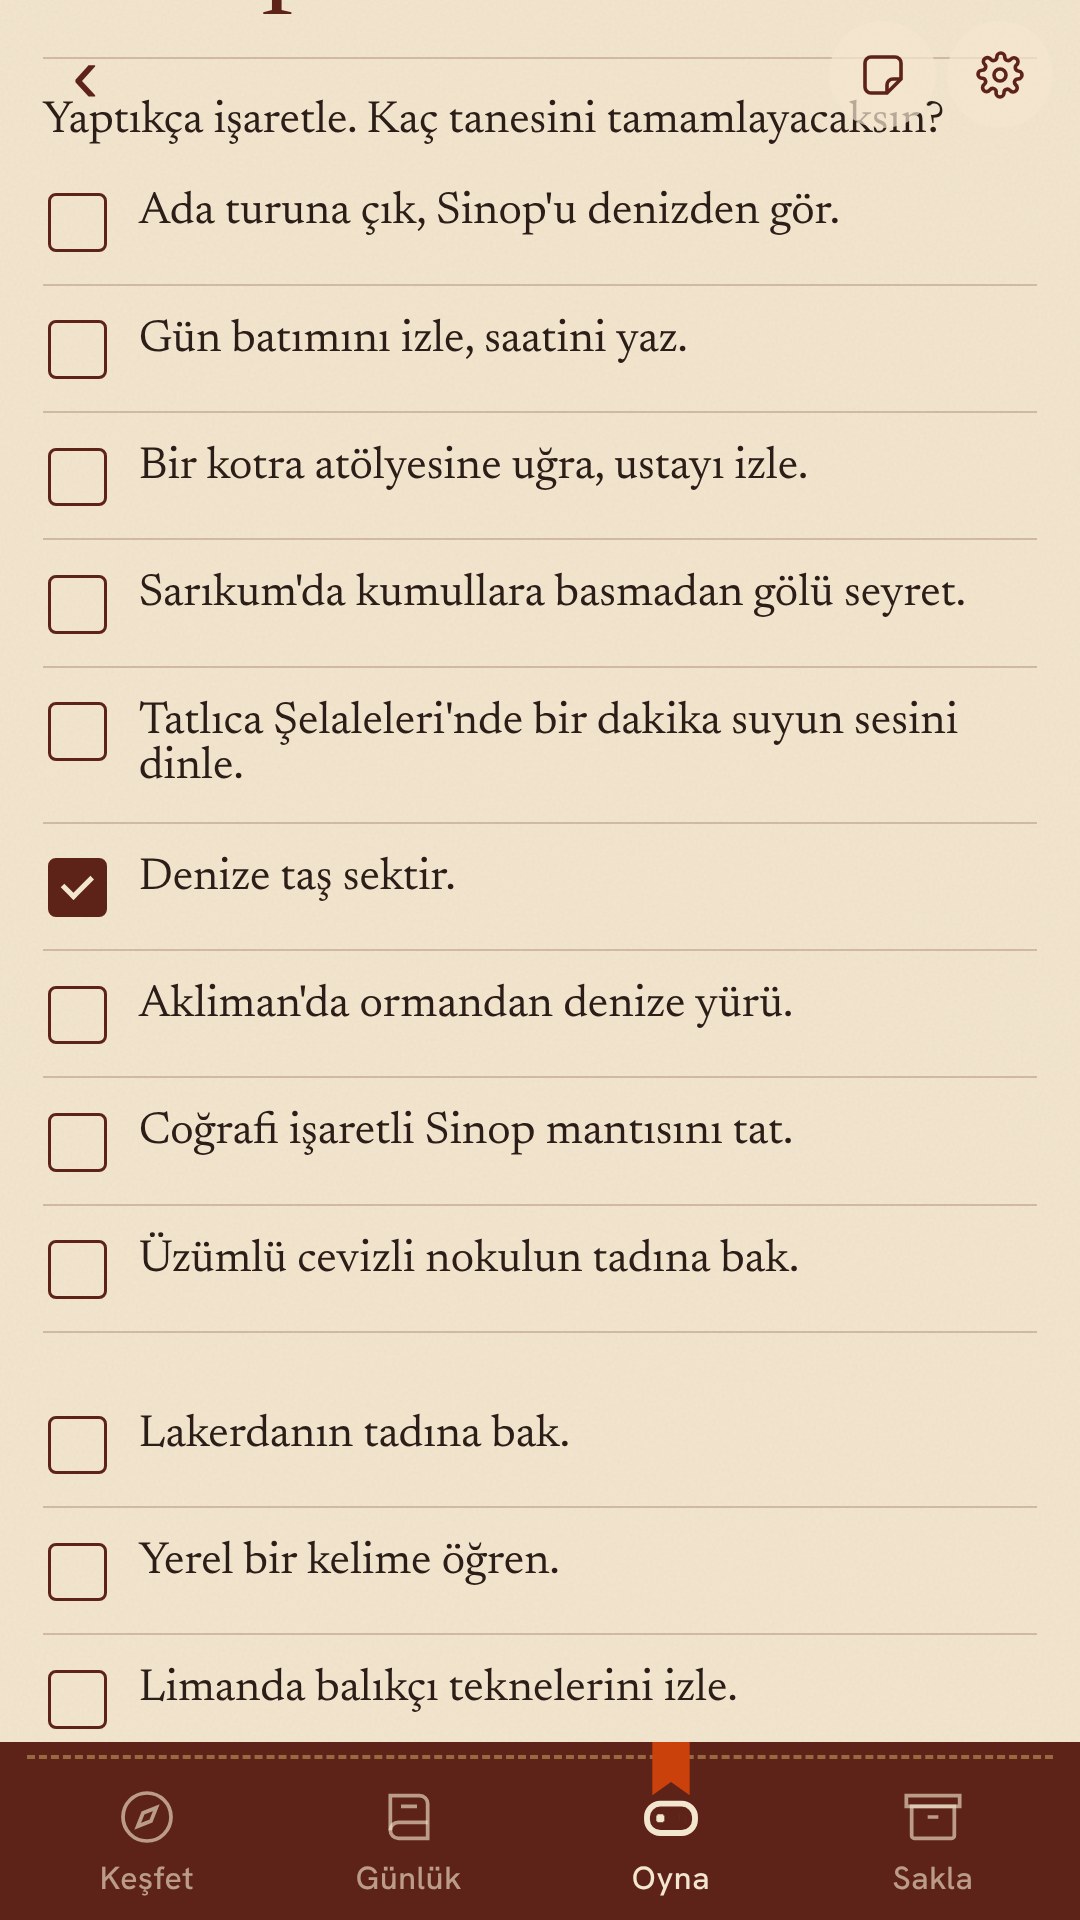 Yaptıkça işaretle. Kaç tanesini tamamlayacaksın?
Ada turuna çık, Sinop'u denizden gör.
Gün batımını izle, saatini yaz.
Bir kotra atölyesine uğra, ustayı izle.
Sarıkum'da kumullara basmadan gölü seyret.
Tatlıca Şelaleleri'nde bir dakika suyun sesini
dinle.
Denize taş sektir.
Akliman'da ormandan denize yürü.
Coğrafi işaretli Sinop mantısını tat.
Üzümlü cevizli nokulun tadına bak.
Lakerdanın tadına bak.
Yerel bir kelime öğren.
Limanda balıkçı teknelerini izle.
Keşfet
Günlük
Oyna
Sakla